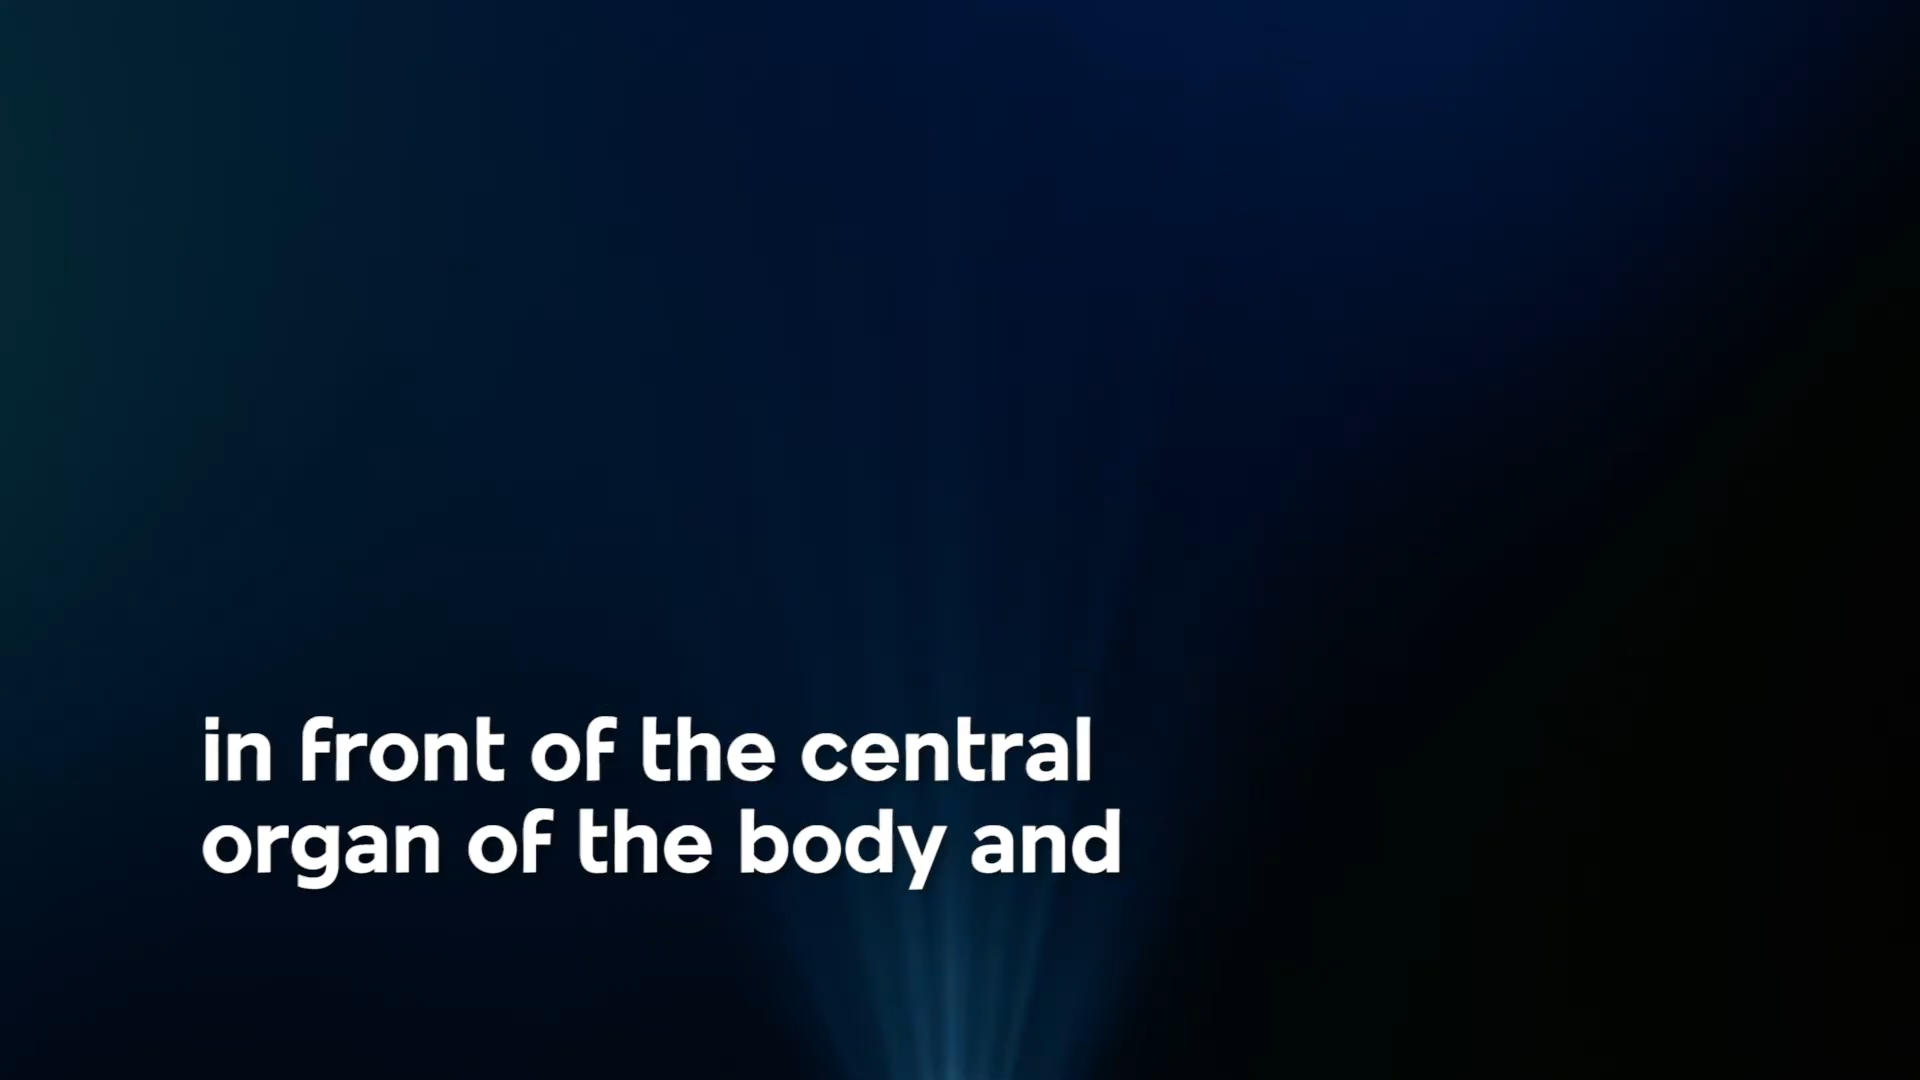 in front of the central
organ of the body and